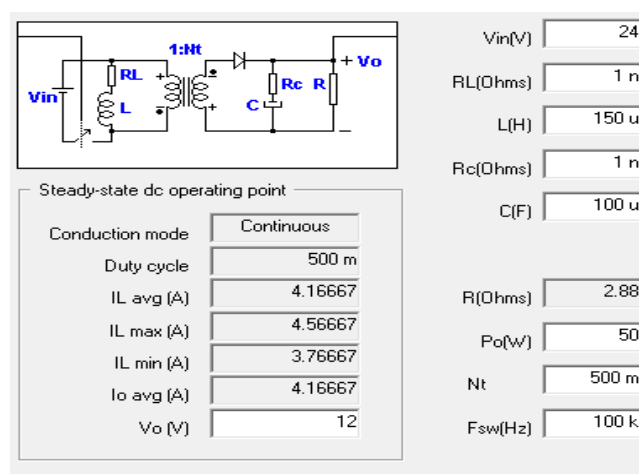 1:Nt
Vin
RL
L
C
Rc
R
+ Vo
Steady-state dc operating point
Conduction mode Continuous
Duty cycle 500 m
IL avg (A) 4.16667
IL max (A) 4.56667
IL min (A) 3.76667
Io avg (A) 4.16667
Vo (V) 12
Vin(V) 24
RL(Ohms) 1 n
L(H) 150 u
Rc(Ohms) 1 n
C(F) 100 u
R(Ohms) 2.88
Po(W) 50
Nt 500 m
Fsw(Hz) 100 k